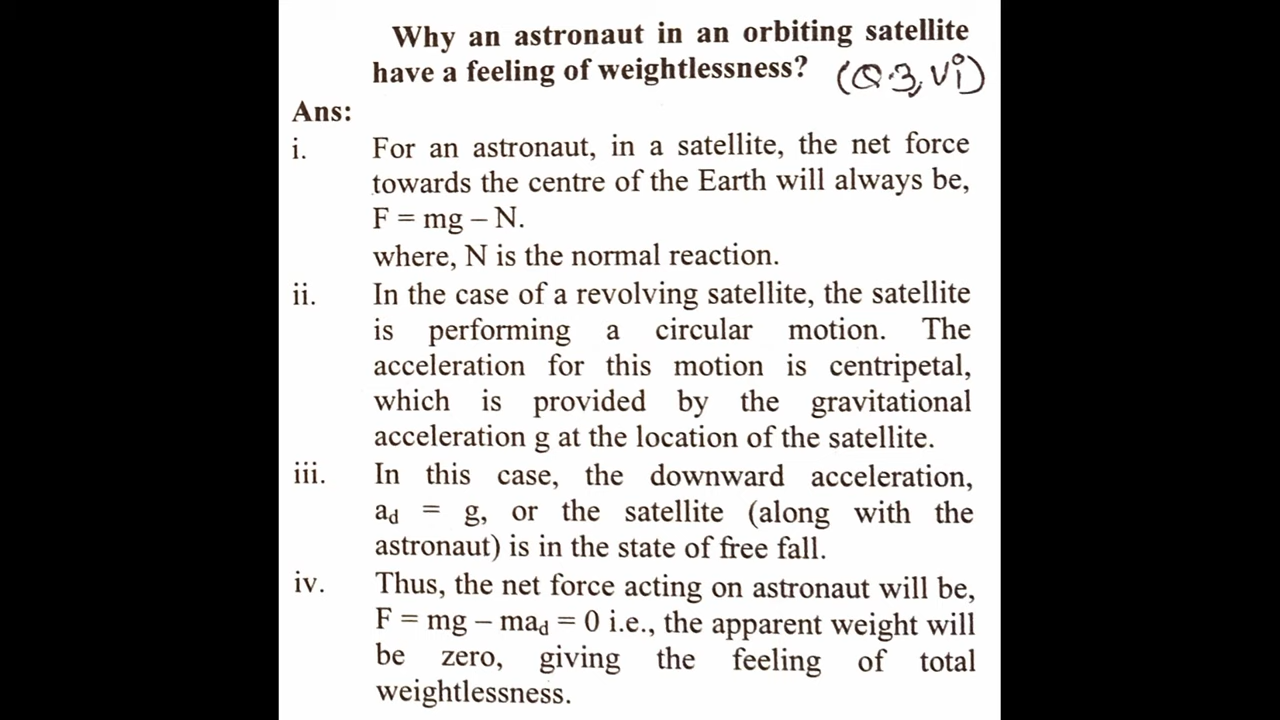 Why an astronaut in an orbiting satellite
have a feeling of weightlessness? (Q.3, vi)
Ans:
i. For an astronaut, in a satellite, the net force
towards the centre of the Earth will always be,
F = mg – N.
where, N is the normal reaction.
ii. In the case of a revolving satellite, the satellite
is performing a circular motion. The
acceleration for this motion is centripetal,
which is provided by the gravitational
acceleration g at the location of the satellite.
iii. In this case, the downward acceleration,
a_d = g, or the satellite (along with the
astronaut) is in the state of free fall.
iv. Thus, the net force acting on astronaut will be,
F = mg – ma_d = 0 i.e., the apparent weight will
be zero, giving the feeling of total
weightlessness.